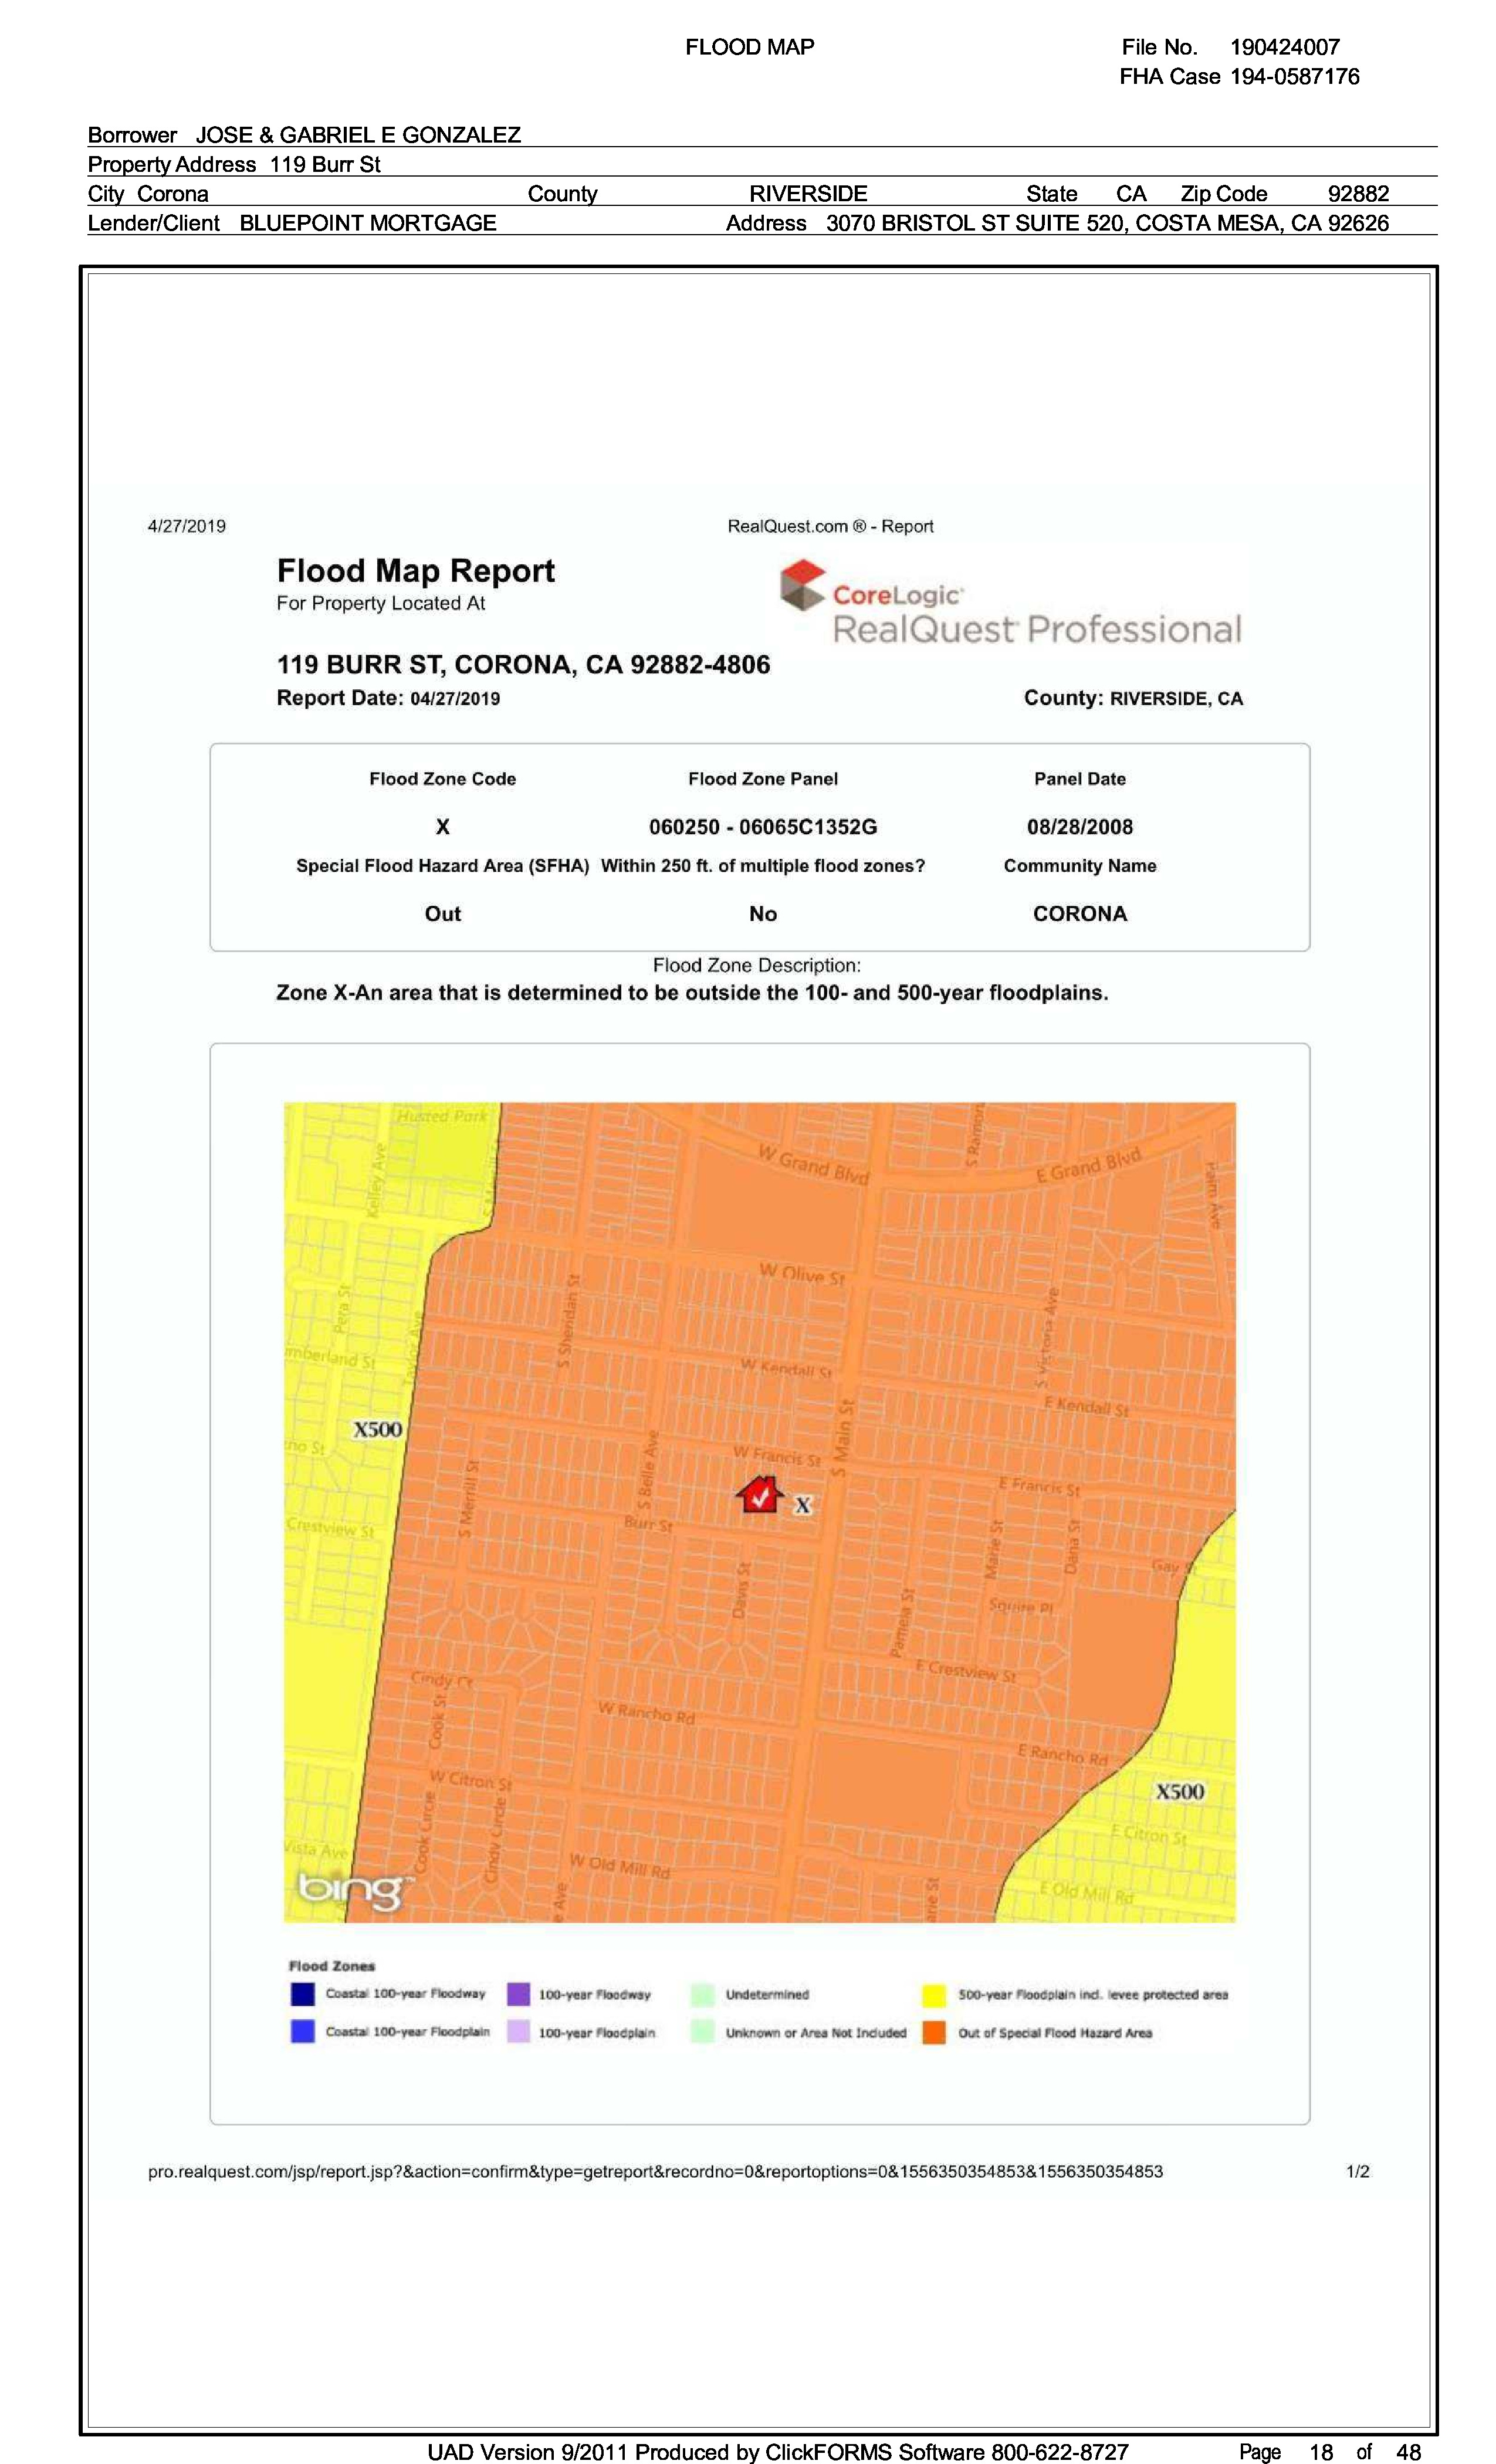 FLOOD MAP
File No. 190424007
FHA Case 194-0587176
Borrower JOSE & GABRIEL E GONZALEZ
Property Address 119 Burr St
City Corona County RIVERSIDE State CA Zip Code 92882
Lender/Client BLUEPOINT MORTGAGE Address 3070 BRISTOL ST SUITE 520, COSTA MESA, CA 92626
4/27/2019 RealQuest.com ® - Report
Flood Map Report
For Property Located At
CoreLogic
RealQuest Professional
119 BURR ST, CORONA, CA 92882-4806
Report Date: 04/27/2019 County: RIVERSIDE, CA
Flood Zone Code Flood Zone Panel Panel Date
X 060250 - 06065C1352G 08/28/2008
Special Flood Hazard Area (SFHA) Within 250 ft. of multiple flood zones? Community Name
Out No CORONA
Flood Zone Description:
Zone X-An area that is determined to be outside the 100- and 500-year floodplains.
Husted Park
Kelley Ave
W Grand Blvd
S Ramon
E Grand Blvd
Palm Ave
W Olive St
Pera St
Taylor Ave
S Sheridan St
S Victoria Ave
mberland St
W Kendall St
E Kendall St
X500
S Main St
W Francis St
S Belle Ave
S Merrill St
E Francis St
X
Crestview St
Burr St
Marie St
Dana St
Gay
Davis St
Pamela St
Squire Pl
E Crestview St
Cindy Ct
Cook St
W Rancho Rd
E Rancho Rd
W Citron St
X500
Cook Circle
Cindy Circle
E Citron St
Vista Ave
W Old Mill Rd
E Old Mill Rd
e Ave
arie St
bing™
Flood Zones
Coastal 100-year Floodway 100-year Floodway Undetermined 500-year Floodplain incl. levee protected area
Coastal 100-year Floodplain 100-year Floodplain Unknown or Area Not Included Out of Special Flood Hazard Area
pro.realquest.com/jsp/report.jsp?&action=confirm&type=getreport&recordno=0&reportoptions=0&1556350354853&1556350354853 1/2
UAD Version 9/2011 Produced by ClickFORMS Software 800-622-8727 Page 18 of 48